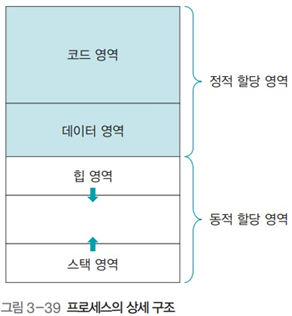 코드 영역
정적 할당 영역
데이터 영역
힙 영역
동적 할당 영역
스택 영역
그림 3-39 프로세스의 상세 구조